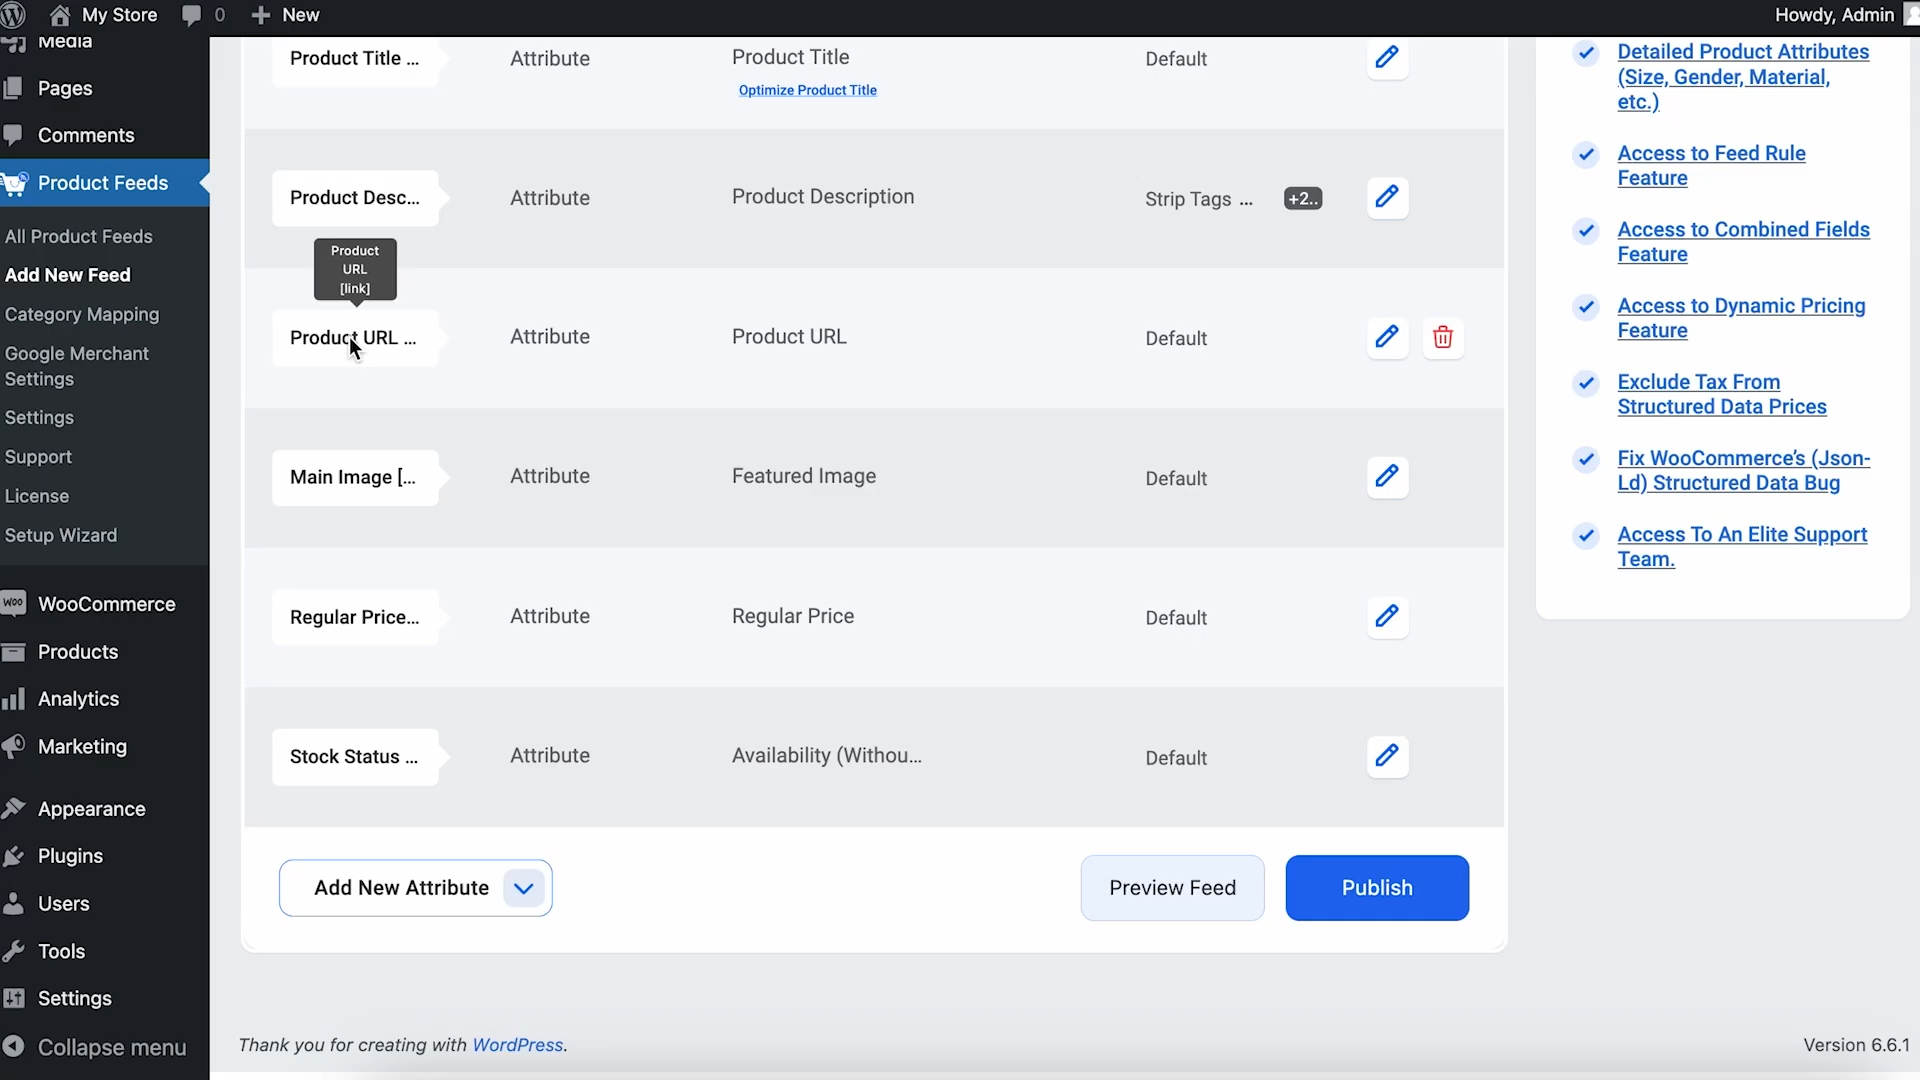 My Store
0
New
Howdy, Admin
Media
Pages
Comments
Product Feeds
All Product Feeds
Add New Feed
Category Mapping
Google Merchant
Settings
Settings
Support
License
Setup Wizard
WOO
WooCommerce
Products
Analytics
Marketing
Appearance
Plugins
Users
Tools
Settings
Collapse menu
Product Title ...
Attribute
Product Title
Default
Optimize Product Title
Product Desc...
Attribute
Product Description
Strip Tags ...
+2..
Product
URL
[link]
Product URL ...
Attribute
Product URL
Default
Main Image [...
Attribute
Featured Image
Default
Regular Price...
Attribute
Regular Price
Default
Stock Status ...
Attribute
Availability (Withou...
Default
Add New Attribute
Preview Feed
Publish
Detailed Product Attributes
(Size, Gender, Material,
etc.)
Access to Feed Rule
Feature
Access to Combined Fields
Feature
Access to Dynamic Pricing
Feature
Exclude Tax From
Structured Data Prices
Fix WooCommerce’s (Json-
Ld) Structured Data Bug
Access To An Elite Support
Team.
Thank you for creating with WordPress.
Version 6.6.1